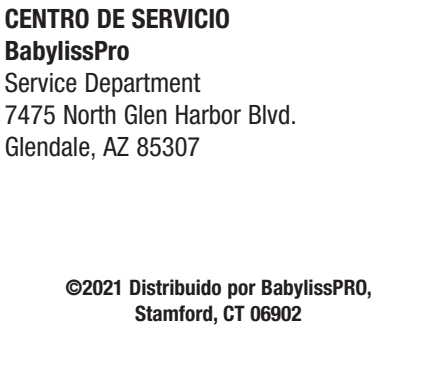 CENTRO DE SERVICIO
BabylissPro
Service Department
7475 North Glen Harbor Blvd.
Glendale, AZ 85307
©2021 Distribuido por BabylissPRO,
Stamford, CT 06902